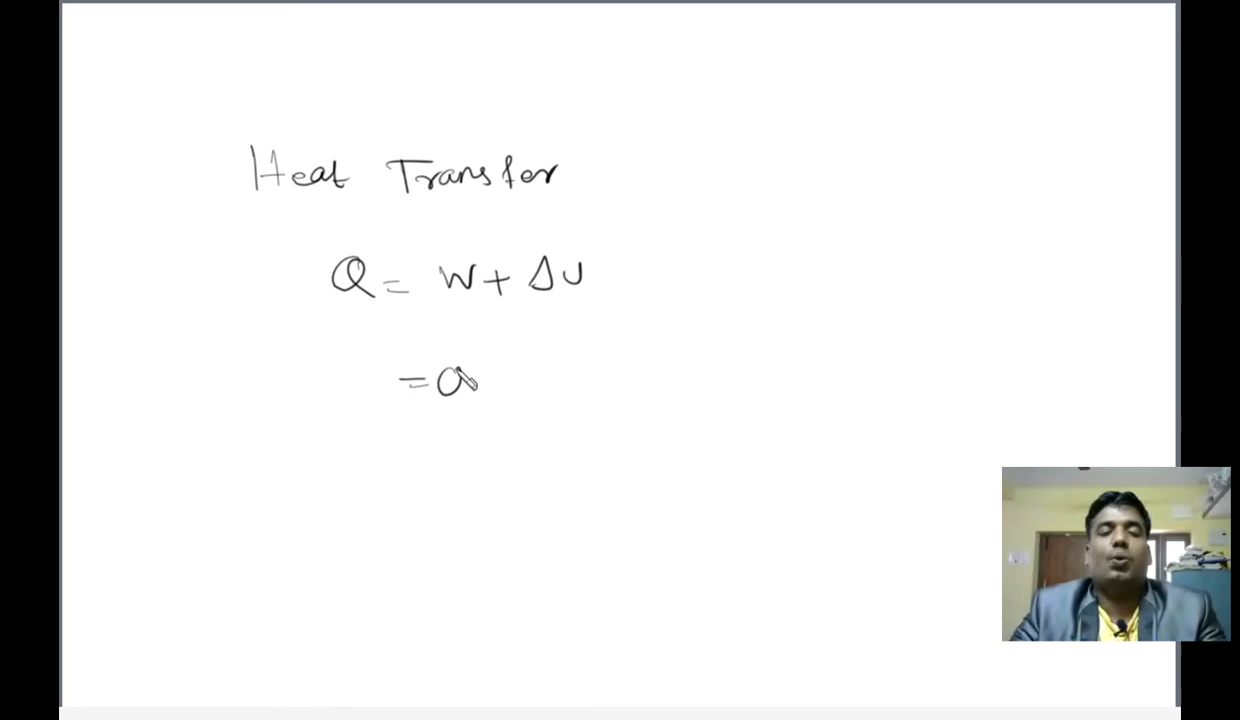 Heat Transfer
Q = W + ΔU
= 0